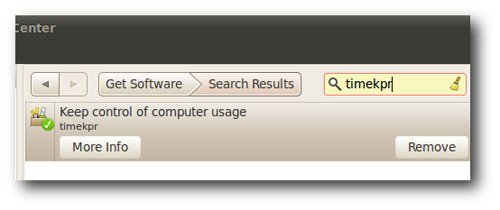 Center
Get Software
Search Results
timekpr
Keep control of computer usage
timekpr
More Info
Remove